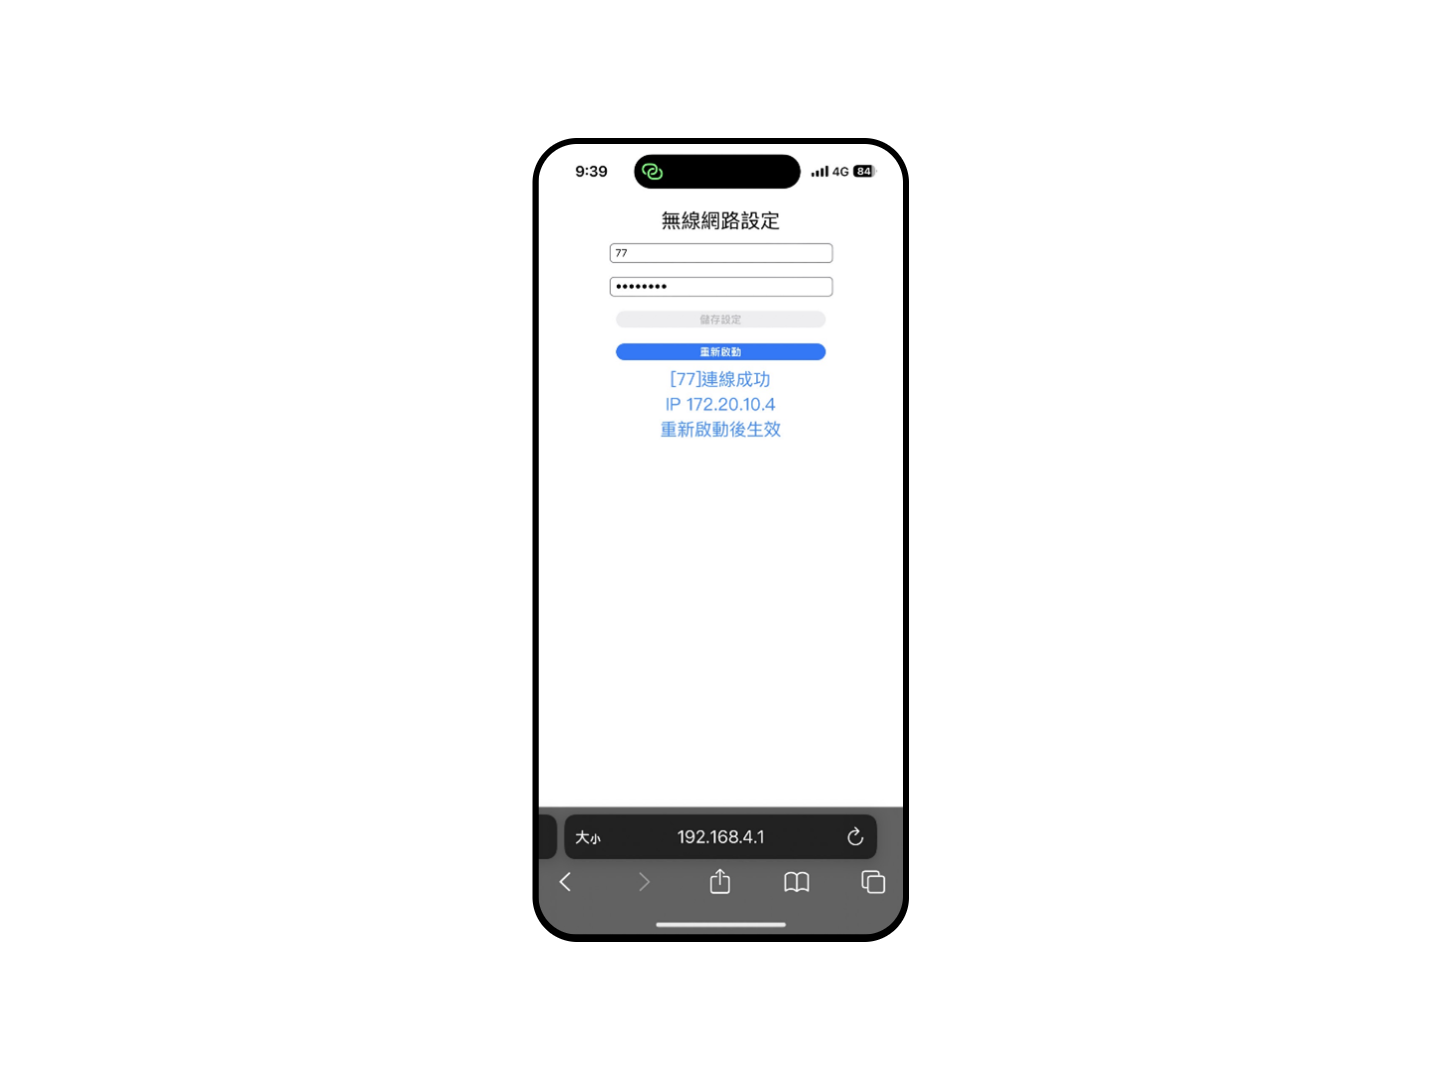 9:39
4G 84
無線網路設定
77
••••••••
儲存設定
重新啟動
[77]連線成功
IP 172.20.10.4
重新啟動後生效
大小 192.168.4.1